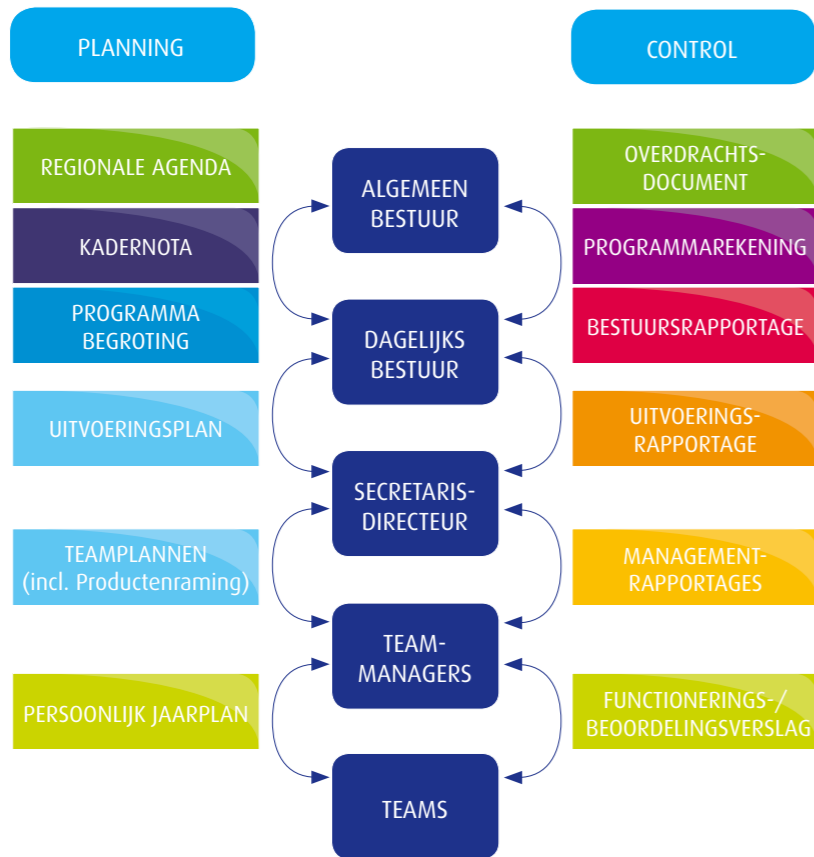 PLANNING
CONTROL
REGIONALE AGENDA
KADERNOTA
PROGRAMMA
BEGROTING
UITVOERINGSPLAN
TEAMPLANNEN
(incl. Productenraming)
PERSOONLIJK JAARPLAN
ALGEMEEN
BESTUUR
DAGELIJKS
BESTUUR
SECRETARIS-
DIRECTEUR
TEAM-
MANAGERS
TEAMS
OVERDRACHTS-
DOCUMENT
PROGRAMMAREKENING
BESTUURSRAPPORTAGE
UITVOERINGS-
RAPPORTAGE
MANAGEMENT-
RAPPORTAGES
FUNCTIONERINGS-/
BEOORDELINGSVERSLAG